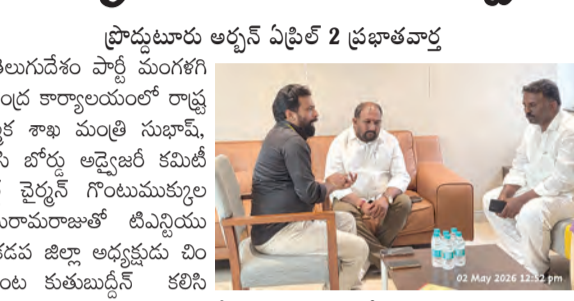 ప్రొద్దుటూరు అర్బన్ ఏప్రిల్ 2 ప్రభాతవార్త
తెలుగుదేశం పార్టీ మంగళగి
కార్యాలయంలో రాష్ట్ర
శాఖ మంత్రి సుభాష్,
బోర్డు అడ్వైజరీ కమిటీ
చైర్మన్ గొంటుముక్కుల
టిఎన్టియు
కడప జిల్లా అధ్యక్షుడు చిం
కుతుబుద్దీన్ కలిసి
02 May 2026 12:52 pm